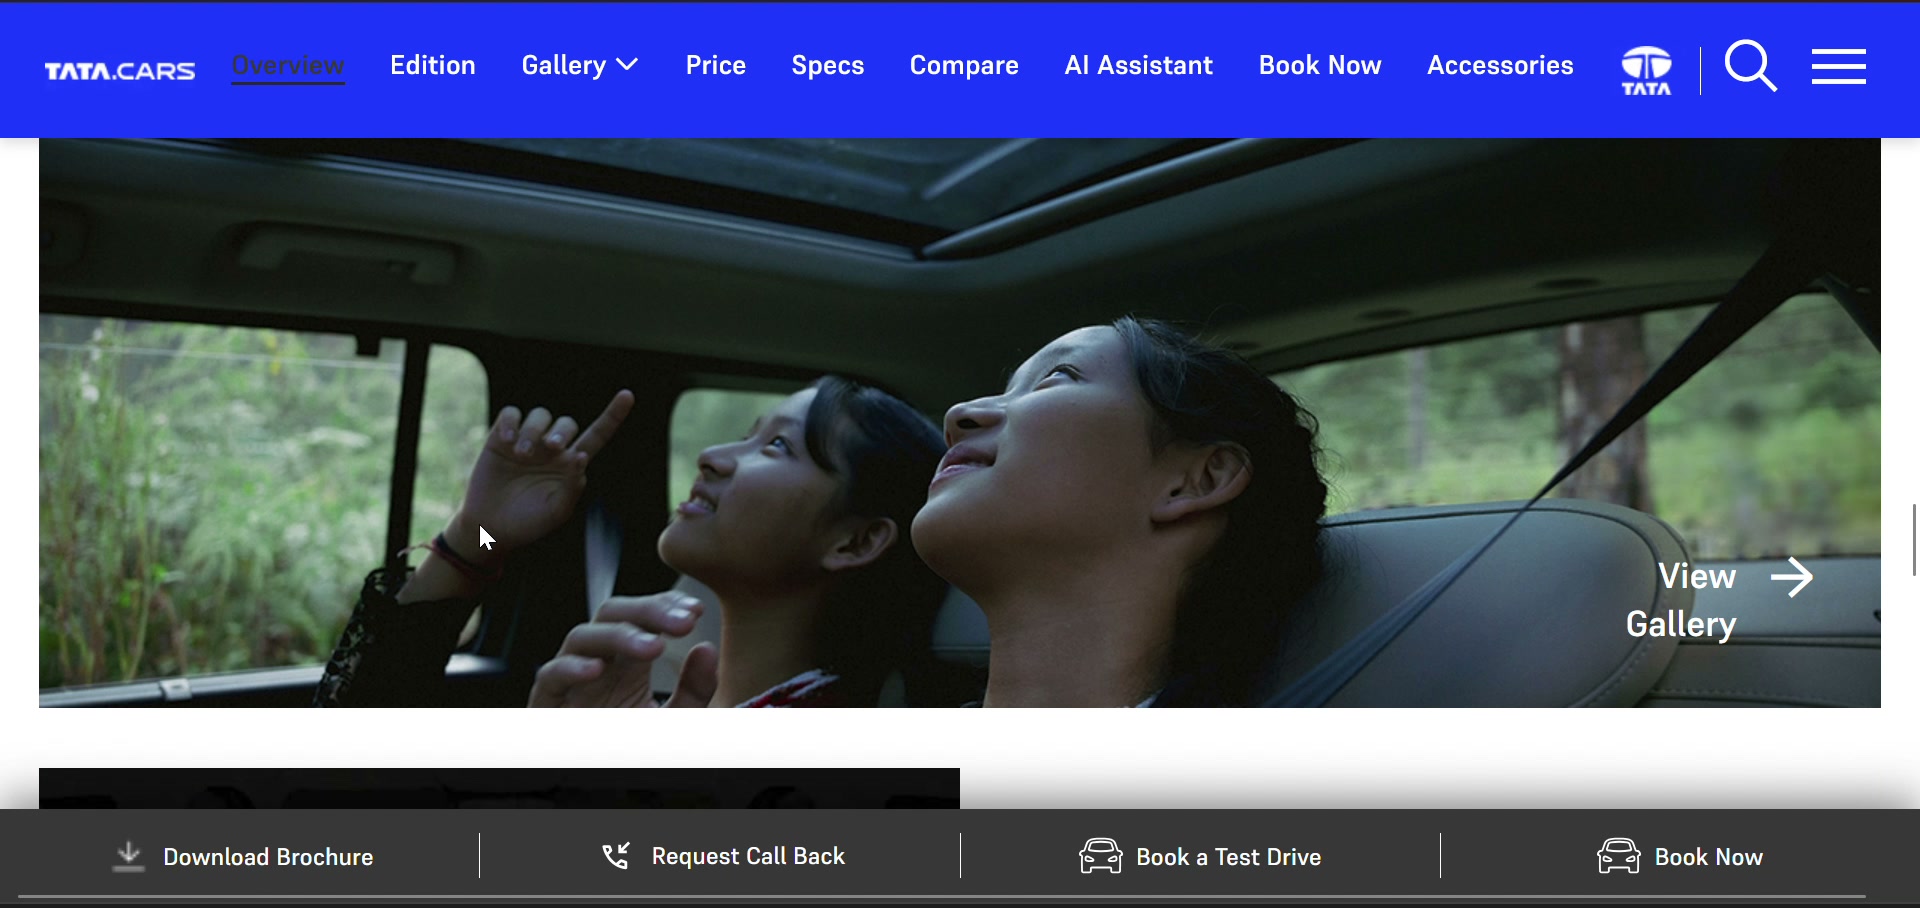 TATA.CARS Overview Edition Gallery Price Specs Compare AI Assistant Book Now Accessories TATA
View
Gallery
Download Brochure Request Call Back Book a Test Drive Book Now